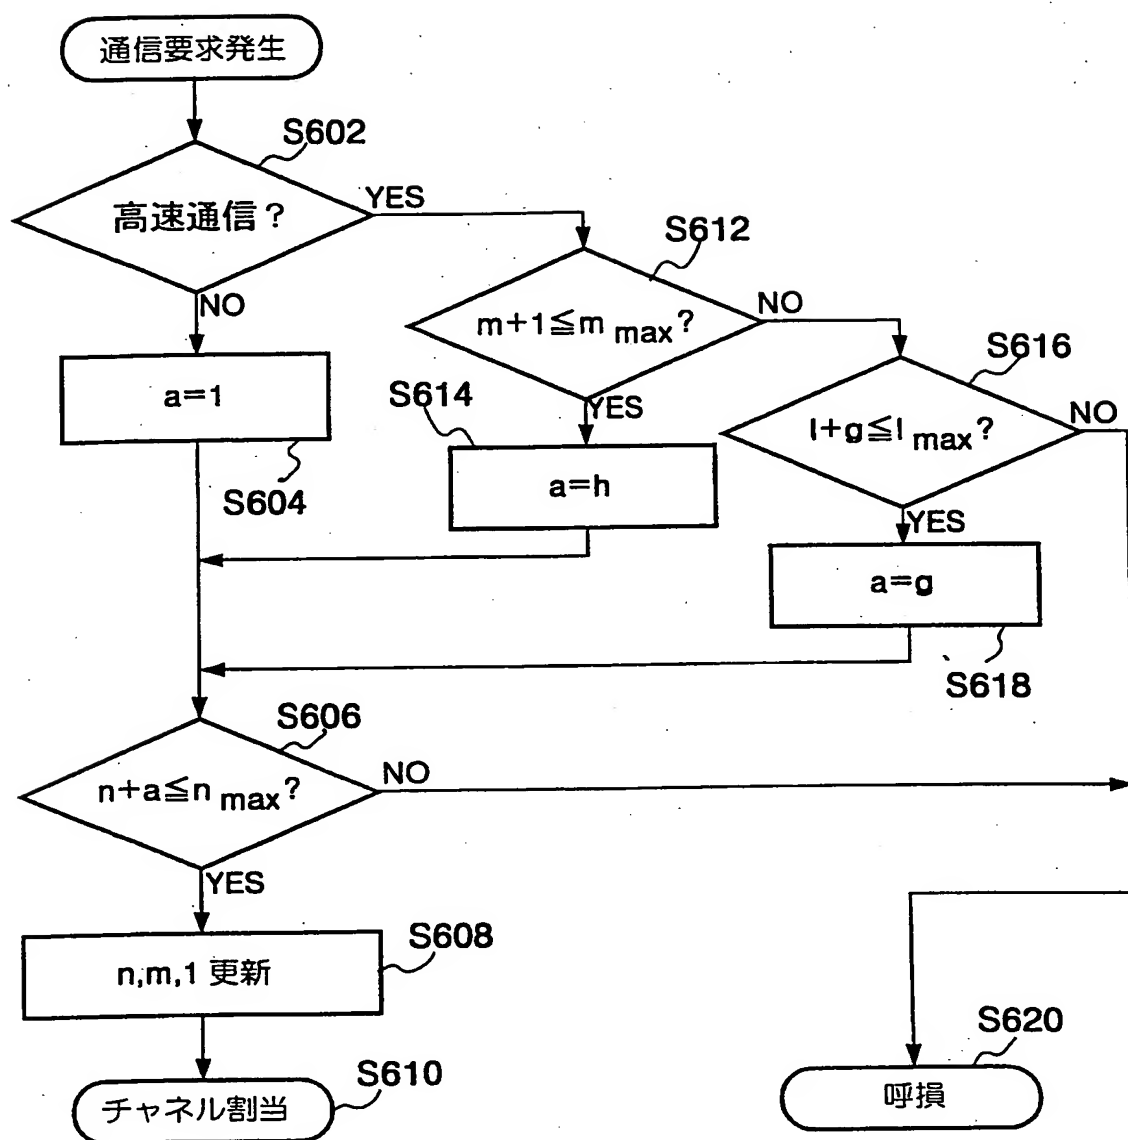 通信要求発生
S602
高速通信?
YES
NO
S612
m+1≦m max?
NO
YES
S616
l+g≦l max?
NO
YES
a=1
S604
S614
a=h
a=g
S618
S606
n+a≦n max?
NO
YES
n,m,1 更新
S608
チャネル割当
S610
S620
呼損